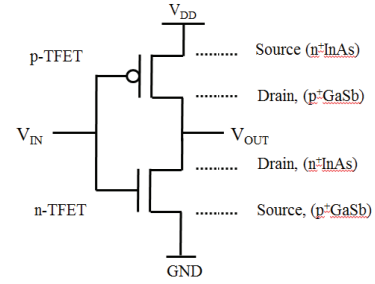 VDD
p-TFET
Source (n+InAs)
Drain, (p+GaSb)
VIN
VOUT
Drain, (n+InAs)
n-TFET
Source, (p+GaSb)
GND